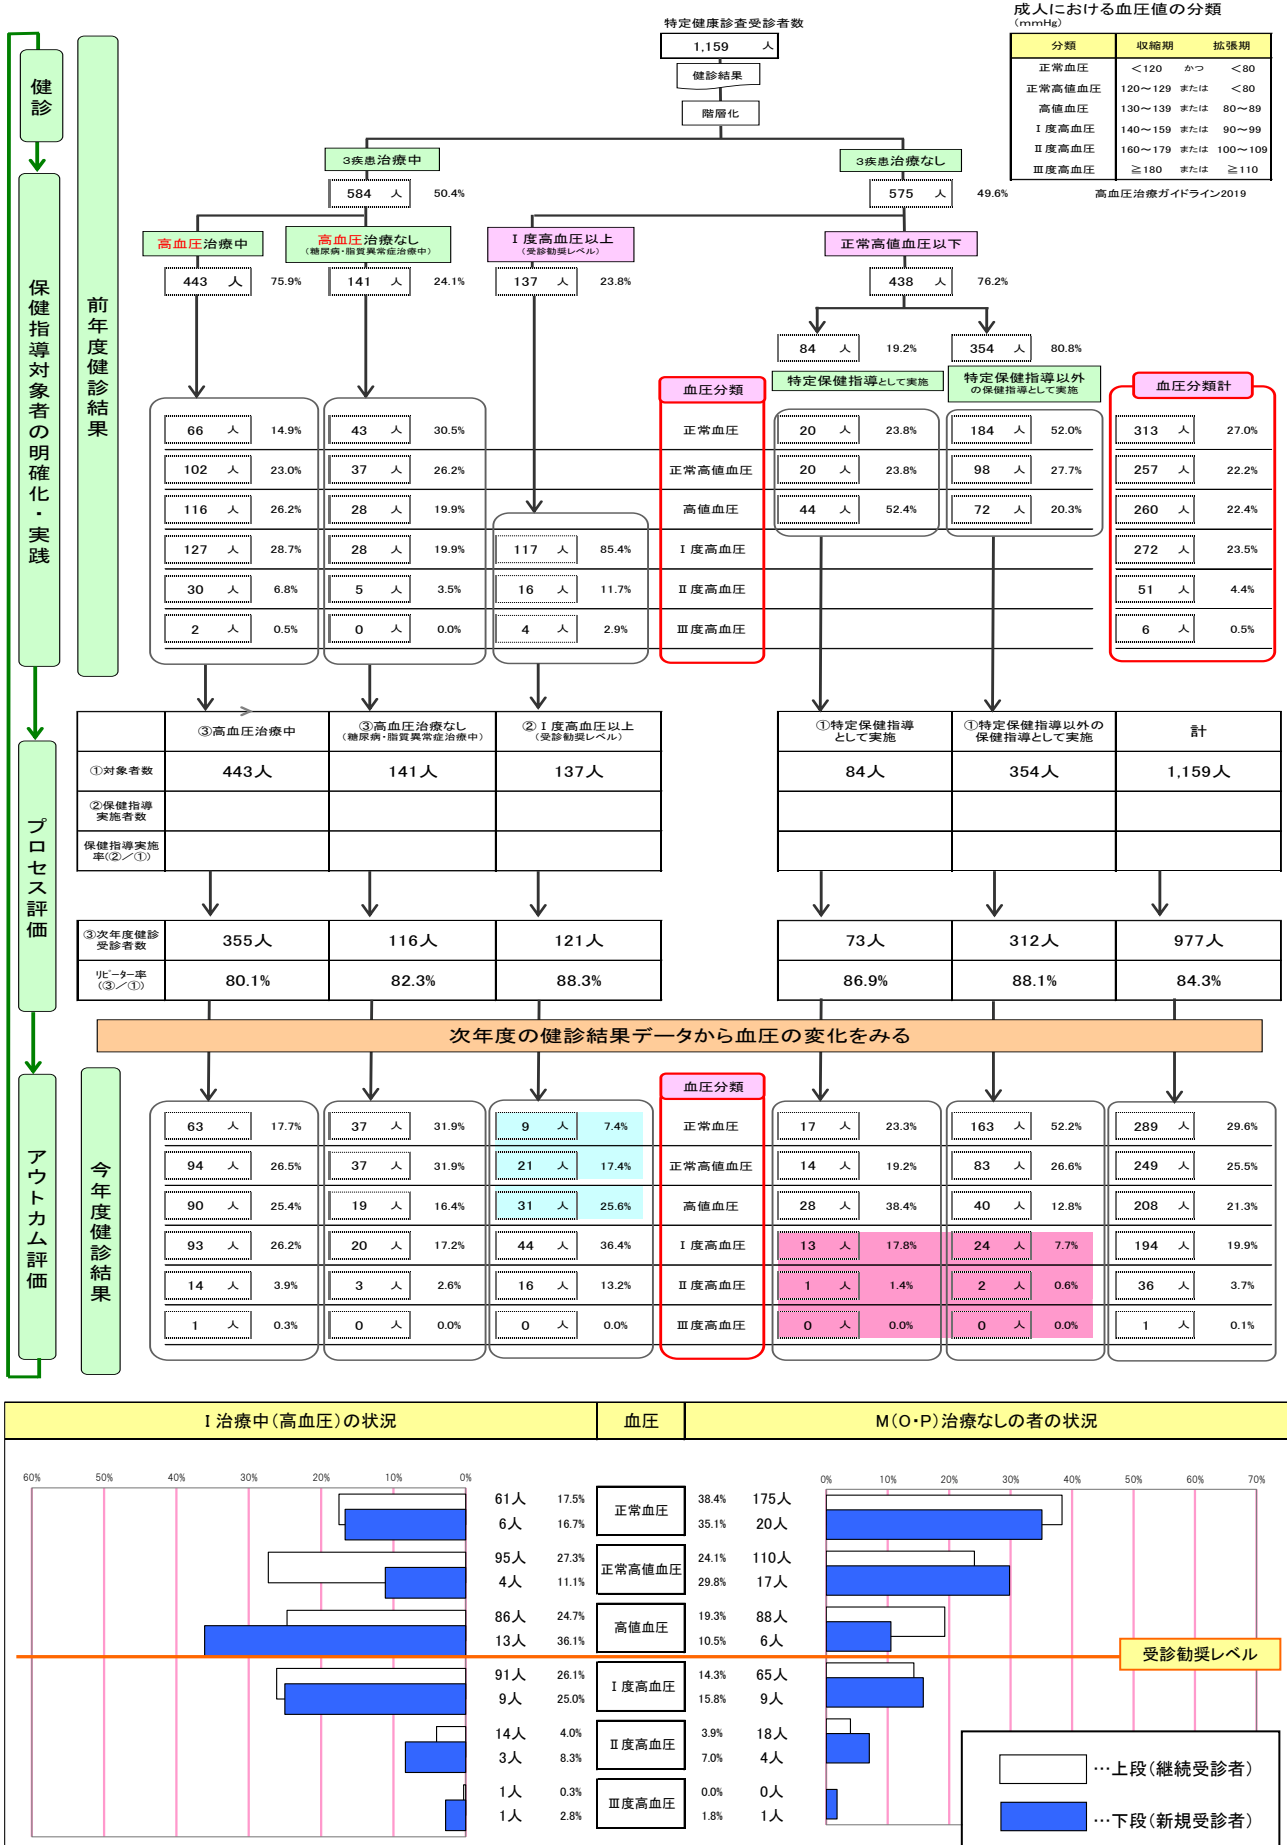 成人における血圧値の分類
(mmHg)
分類 収縮期 拡張期
正常血圧 <120 かつ <80
正常高値血圧 120～129 または <80
高値血圧 130～139 または 80～89
Ⅰ度高血圧 140～159 または 90～99
Ⅱ度高血圧 160～179 または 100～109
Ⅲ度高血圧 ≧180 または ≧110
高血圧治療ガイドライン2019
特定健康診査受診者数
1,159 人
健診結果
階層化
健診
保健指導対象者の明確化・実践
プロセス評価
アウトカム評価
前年度健診結果
今年度健診結果
3疾患治療中
584 人 50.4%
3疾患治療なし
575 人 49.6%
高血圧治療中
443 人 75.9%
高血圧治療なし
(糖尿病・脂質異常症治療中)
141 人 24.1%
Ⅰ度高血圧以上
(受診勧奨レベル)
137 人 23.8%
正常高値血圧以下
438 人 76.2%
84 人 19.2%
354 人 80.8%
特定保健指導として実施
特定保健指導以外
の保健指導として実施
血圧分類
血圧分類計
66 人 14.9% 43 人 30.5% 正常血圧 20 人 23.8% 184 人 52.0% 313 人 27.0%
102 人 23.0% 37 人 26.2% 正常高値血圧 20 人 23.8% 98 人 27.7% 257 人 22.2%
116 人 26.2% 28 人 19.9% 高値血圧 44 人 52.4% 72 人 20.3% 260 人 22.4%
127 人 28.7% 28 人 19.9% 117 人 85.4% Ⅰ度高血圧 272 人 23.5%
30 人 6.8% 5 人 3.5% 16 人 11.7% Ⅱ度高血圧 51 人 4.4%
2 人 0.5% 0 人 0.0% 4 人 2.9% Ⅲ度高血圧 6 人 0.5%
③高血圧治療中
③高血圧治療なし
(糖尿病・脂質異常症治療中)
②Ⅰ度高血圧以上
(受診勧奨レベル)
①特定保健指導
として実施
①特定保健指導以外の
保健指導として実施
計
①対象者数 443人 141人 137人 84人 354人 1,159人
②保健指導
実施者数
保健指導実施
率(②／①)
③次年度健診
受診者数
355人 116人 121人 73人 312人 977人
ﾘﾋﾟｰﾀｰ率
(③／①)
80.1% 82.3% 88.3% 86.9% 88.1% 84.3%
次年度の健診結果データから血圧の変化をみる
血圧分類
63 人 17.7% 37 人 31.9% 9 人 7.4% 正常血圧 17 人 23.3% 163 人 52.2% 289 人 29.6%
94 人 26.5% 37 人 31.9% 21 人 17.4% 正常高値血圧 14 人 19.2% 83 人 26.6% 249 人 25.5%
90 人 25.4% 19 人 16.4% 31 人 25.6% 高値血圧 28 人 38.4% 40 人 12.8% 208 人 21.3%
93 人 26.2% 20 人 17.2% 44 人 36.4% Ⅰ度高血圧 13 人 17.8% 24 人 7.7% 194 人 19.9%
14 人 3.9% 3 人 2.6% 16 人 13.2% Ⅱ度高血圧 1 人 1.4% 2 人 0.6% 36 人 3.7%
1 人 0.3% 0 人 0.0% 0 人 0.0% Ⅲ度高血圧 0 人 0.0% 0 人 0.0% 1 人 0.1%
Ⅰ治療中(高血圧)の状況 血圧 M(O・P)治療なしの者の状況
60% 50% 40% 30% 20% 10% 0% 0% 10% 20% 30% 40% 50% 60% 70%
61人 17.5% 正常血圧 38.4% 175人
6人 16.7% 35.1% 20人
95人 27.3% 正常高値血圧 24.1% 110人
4人 11.1% 29.8% 17人
86人 24.7% 高値血圧 19.3% 88人
13人 36.1% 10.5% 6人
受診勧奨レベル
91人 26.1% Ⅰ度高血圧 14.3% 65人
9人 25.0% 15.8% 9人
14人 4.0% Ⅱ度高血圧 3.9% 18人
3人 8.3% 7.0% 4人
1人 0.3% Ⅲ度高血圧 0.0% 0人
1人 2.8% 1.8% 1人
…上段(継続受診者)
…下段(新規受診者)